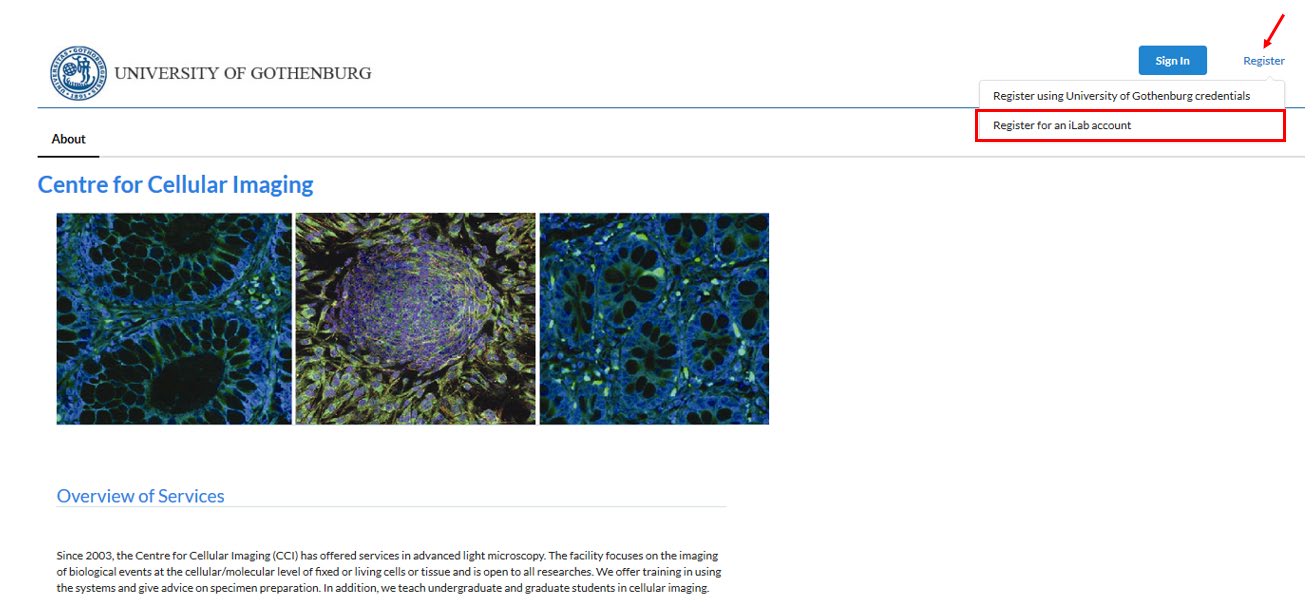 UNIVERSITY OF GOTHENBURG
Sign In
Register
Register using University of Gothenburg credentials
Register for an iLab account
About
Centre for Cellular Imaging
Overview of Services
Since 2003, the Centre for Cellular Imaging (CCI) has offered services in advanced light microscopy. The facility focuses on the imaging
of biological events at the cellular/molecular level of fixed or living cells or tissue and is open to all researches. We offer training in using
the systems and give advice on specimen preparation. In addition, we teach undergraduate and graduate students in cellular imaging.